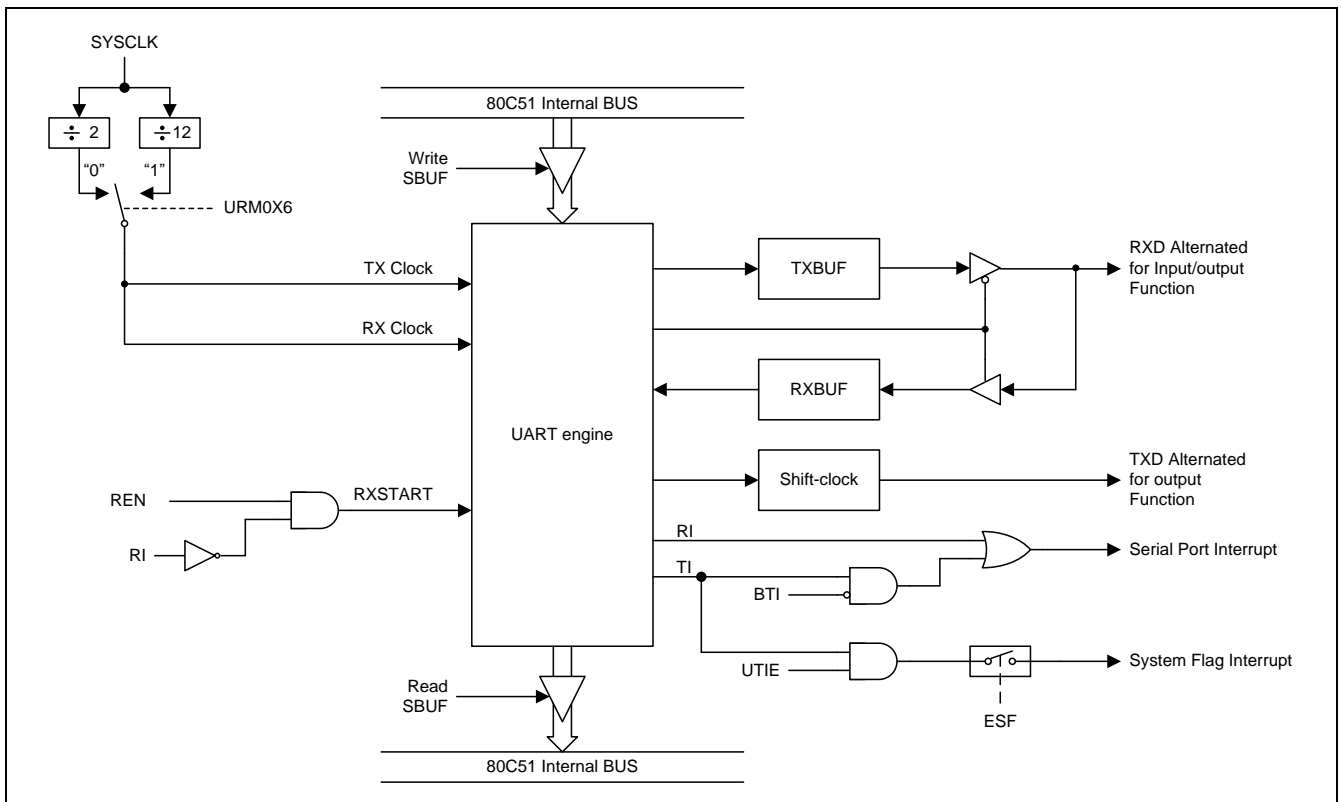 SYSCLK
÷ 2
÷ 12
“0”
“1”
URM0X6
80C51 Internal BUS
Write
SBUF
TX Clock
RX Clock
UART engine
TXBUF
RXD Alternated
for Input/output
Function
RXBUF
Shift-clock
TXD Alternated
for output
Function
REN
RXSTART
RI
RI
TI
BTI
Serial Port Interrupt
UTIE
System Flag Interrupt
ESF
Read
SBUF
80C51 Internal BUS